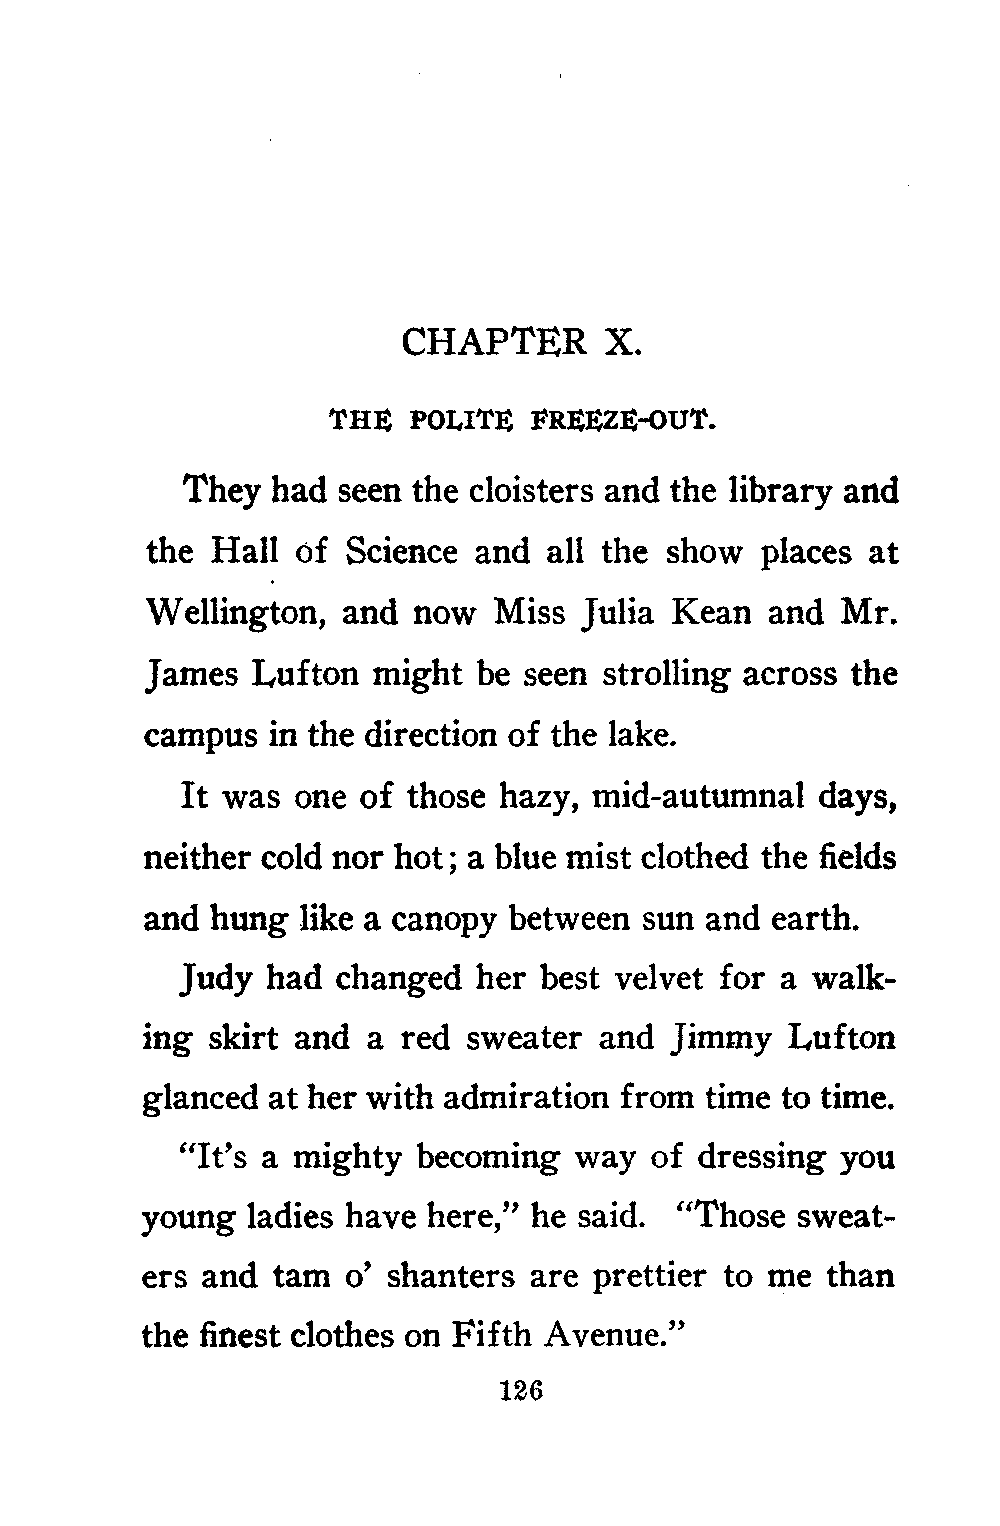 CHAPTER X.
THE POLITE FREEZE-OUT.
They had seen the cloisters and the library and
the Hall of Science and all the show places at
Wellington, and now Miss Julia Kean and Mr.
James Lufton might be seen strolling across the
campus in the direction of the lake.
It was one of those hazy, mid-autumnal days,
neither cold nor hot; a blue mist clothed the fields
and hung like a canopy between sun and earth.
Judy had changed her best velvet for a walk-
ing skirt and a red sweater and Jimmy Lufton
glanced at her with admiration from time to time.
“It’s a mighty becoming way of dressing you
young ladies have here,” he said. “Those sweat-
ers and tam o’ shanters are prettier to me than
the finest clothes on Fifth Avenue.”
126